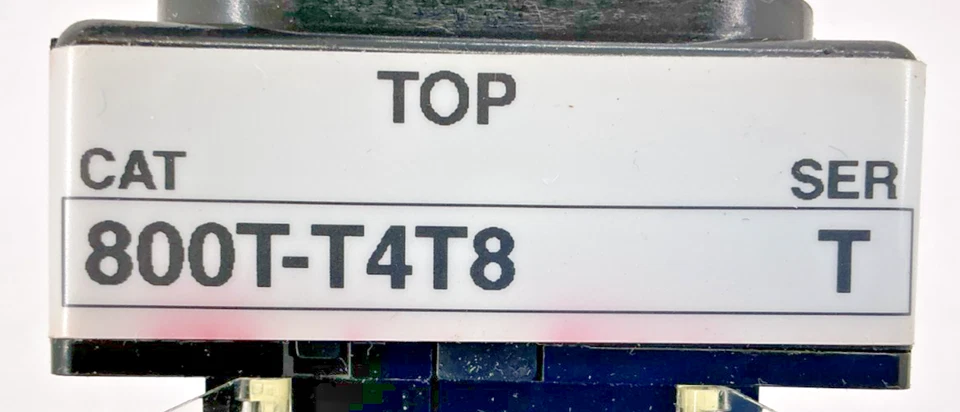 TOP
CAT SER
800T-T4T8 T